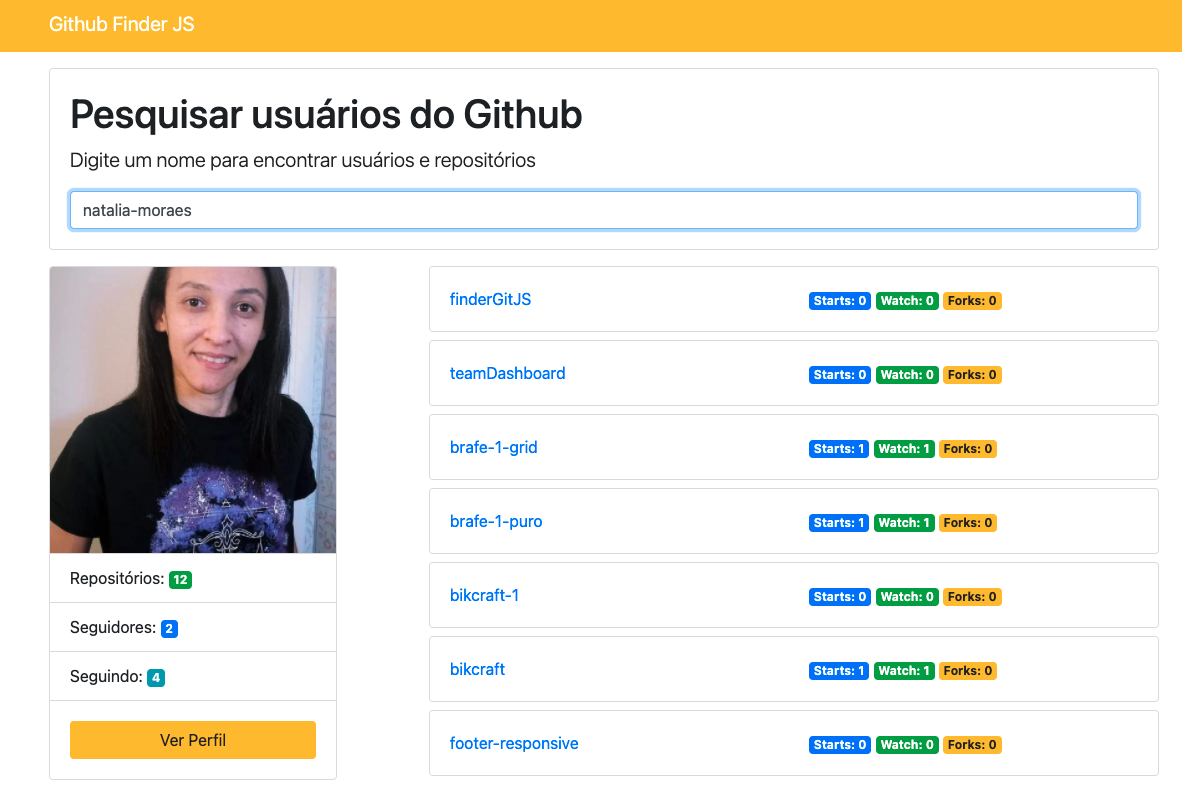 Github Finder JS
Pesquisar usuários do Github
Digite um nome para encontrar usuários e repositórios
natalia-moraes
Repositórios: 12
Seguidores: 2
Seguindo: 4
Ver Perfil
finderGitJS Starts: 0 Watch: 0 Forks: 0
teamDashboard Starts: 0 Watch: 0 Forks: 0
brafe-1-grid Starts: 1 Watch: 1 Forks: 0
brafe-1-puro Starts: 1 Watch: 1 Forks: 0
bikcraft-1 Starts: 0 Watch: 0 Forks: 0
bikcraft Starts: 1 Watch: 1 Forks: 0
footer-responsive Starts: 0 Watch: 0 Forks: 0